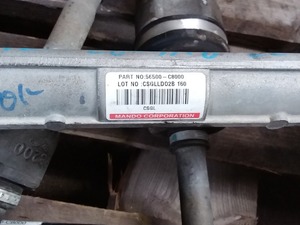 PART NO:56500-C8000
LOT NO :CSGLLD02B 160
CSGL
MANDO CORPORATION